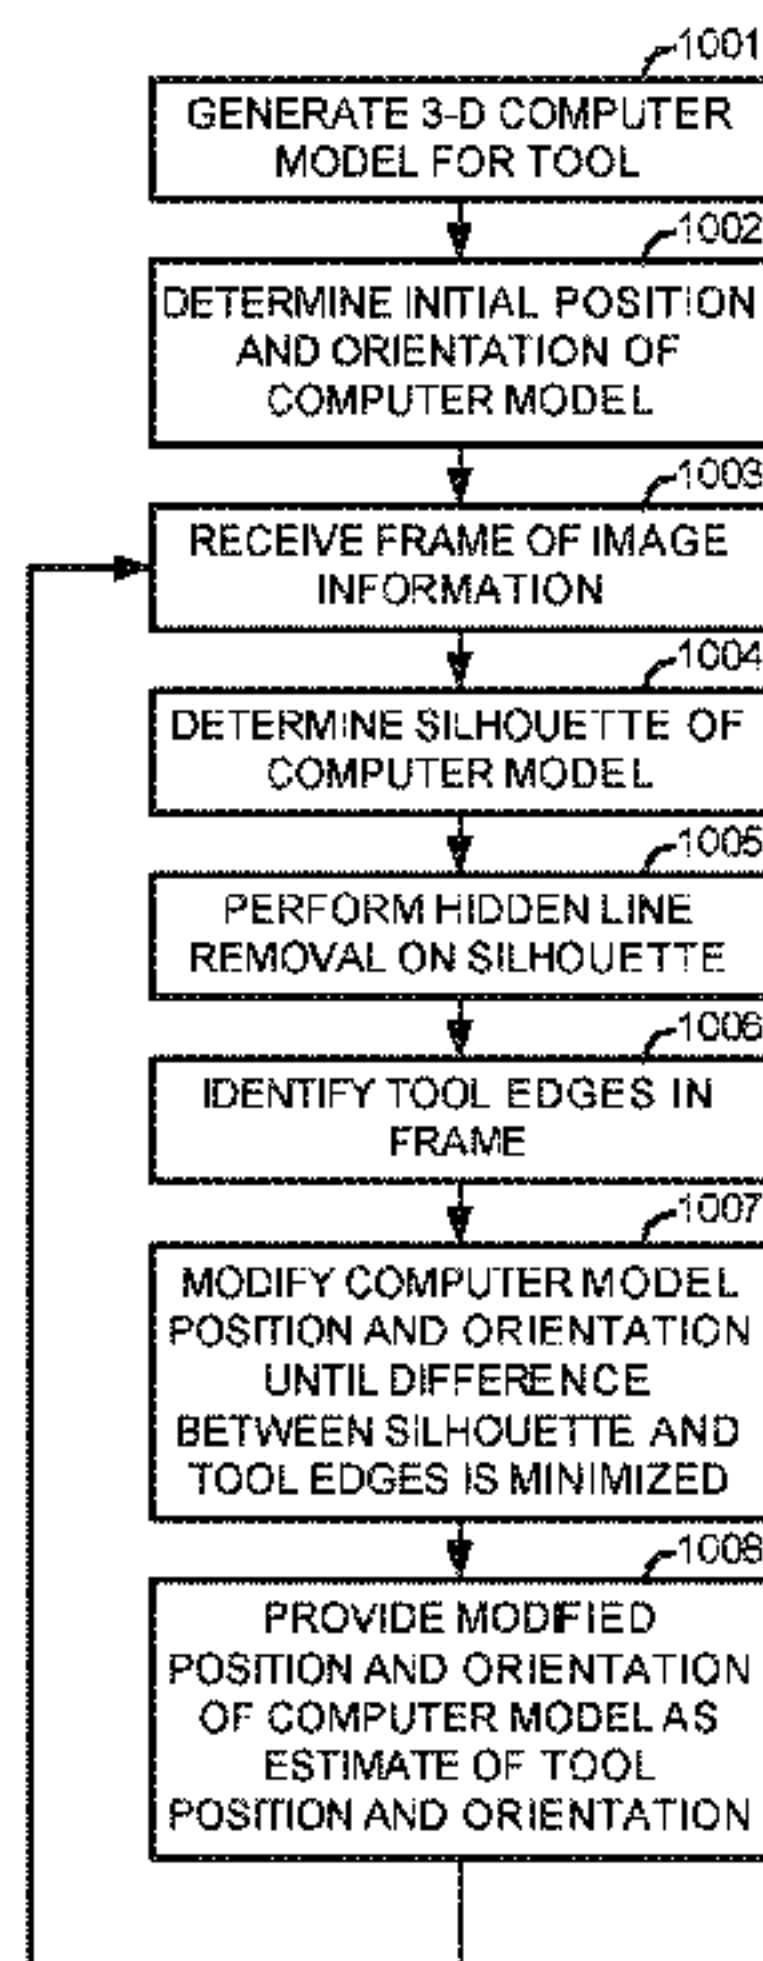 1001
GENERATE 3-D COMPUTER
MODEL FOR TOOL
1002
DETERMINE INITIAL POSITION
AND ORIENTATION OF
COMPUTER MODEL
1003
RECEIVE FRAME OF IMAGE
INFORMATION
1004
DETERMINE SILHOUETTE OF
COMPUTER MODEL
1005
PERFORM HIDDEN LINE
REMOVAL ON SILHOUETTE
1006
IDENTIFY TOOL EDGES IN
FRAME
1007
MODIFY COMPUTER MODEL
POSITION AND ORIENTATION
UNTIL DIFFERENCE
BETWEEN SILHOUETTE AND
TOOL EDGES IS MINIMIZED
1008
PROVIDE MODIFIED
POSITION AND ORIENTATION
OF COMPUTER MODEL AS
ESTIMATE OF TOOL
POSITION AND ORIENTATION